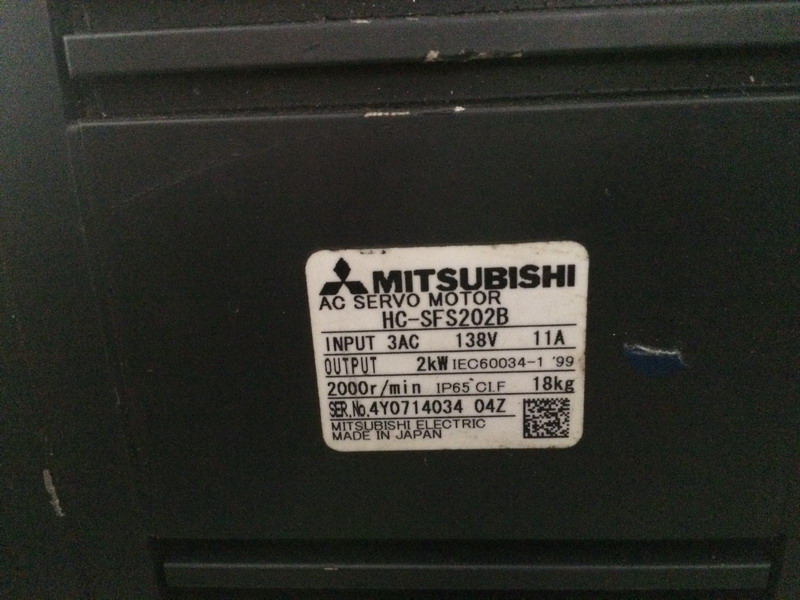 MITSUBISHI
AC SERVO MOTOR
HC-SFS202B
INPUT 3AC 138V 11A
OUTPUT 2kW IEC60034-1 '99
2000r/min IP65 CI.F 18kg
SER.No.4Y0714034 04Z
MITSUBISHI ELECTRIC
MADE IN JAPAN